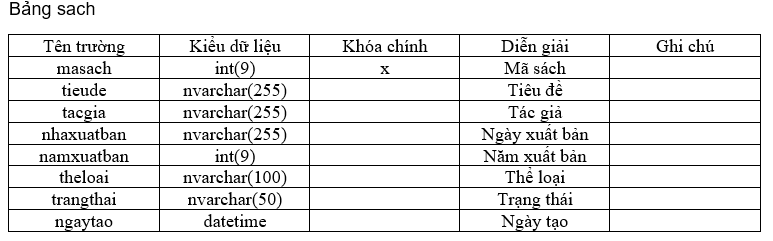 Bảng sach
Tên trường Kiểu dữ liệu Khóa chính Diễn giải Ghi chú
masach int(9) x Mã sách
tieude nvarchar(255) Tiêu đề
tacgia nvarchar(255) Tác giả
nhaxuatban nvarchar(255) Ngày xuất bản
namxuatban int(9) Năm xuất bản
theloai nvarchar(100) Thể loại
trangthai nvarchar(50) Trạng thái
ngaytao datetime Ngày tạo